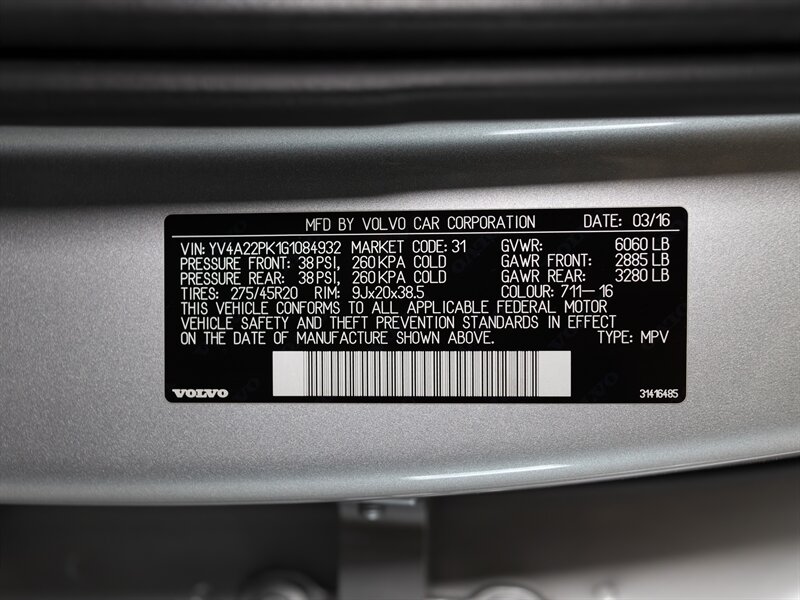 MFD BY VOLVO CAR CORPORATION DATE: 03/16
VIN: YV4A22PK1G1084932 MARKET CODE: 31 GVWR: 6060 LB
PRESSURE FRONT: 38 PSI, 260 KPA COLD GAWR FRONT: 2885 LB
PRESSURE REAR: 38 PSI, 260 KPA COLD GAWR REAR: 3280 LB
TIRES: 275/45R20 RIM: 9Jx20x38.5 COLOUR: 711-16
THIS VEHICLE CONFORMS TO ALL APPLICABLE FEDERAL MOTOR
VEHICLE SAFETY AND THEFT PREVENTION STANDARDS IN EFFECT
ON THE DATE OF MANUFACTURE SHOWN ABOVE. TYPE: MPV
VOLVO 31416485